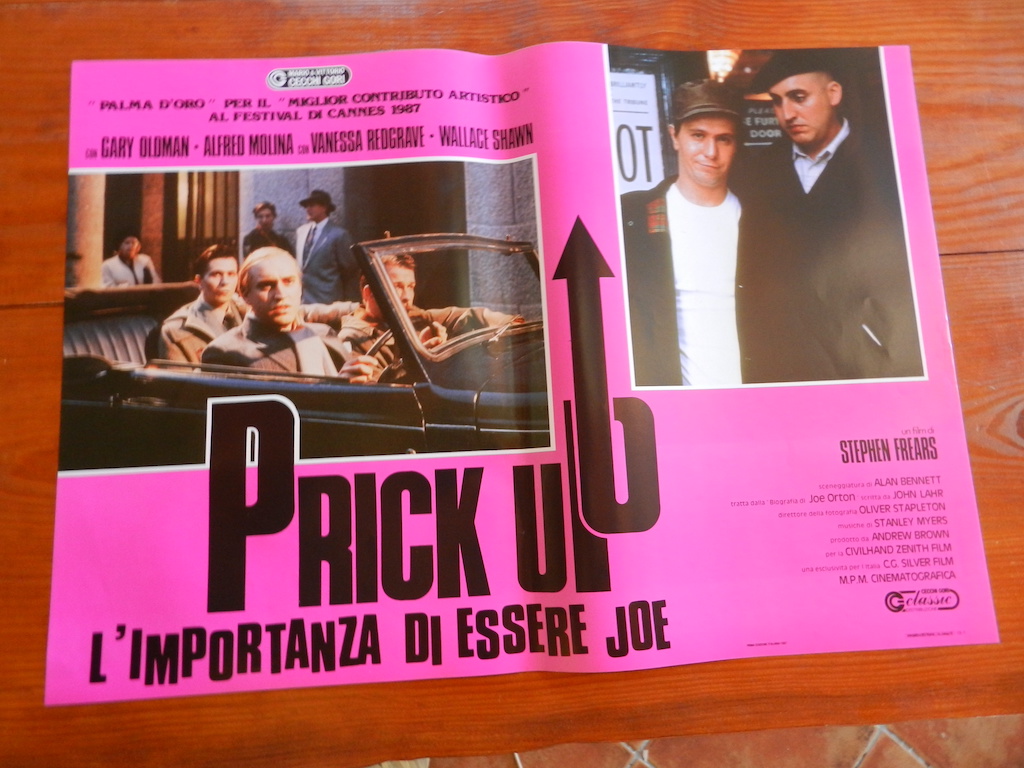 MARIO & VITTORIO
CECCHI GORI
" PALMA D'ORO " PER IL " MIGLIOR CONTRIBUTO ARTISTICO "
AL FESTIVAL DI CANNES 1987
con GARY OLDMAN · ALFRED MOLINA con VANESSA REDGRAVE · WALLACE SHAWN
OT
DOOR
PRICK UP
L'IMPORTANZA DI ESSERE JOE
un film di
STEPHEN FREARS
sceneggiatura di ALAN BENNETT
tratta dalla "Biografia di Joe Orton scritta da JOHN LAHR
direttore della fotografia OLIVER STAPLETON
musiche di STANLEY MYERS
prodotto da ANDREW BROWN
per la CIVILHAND ZENITH FILM
una esclusività per l'Italia C.G. SILVER FILM
M.P.M. CINEMATOGRAFICA
CECCHI GORI
classic